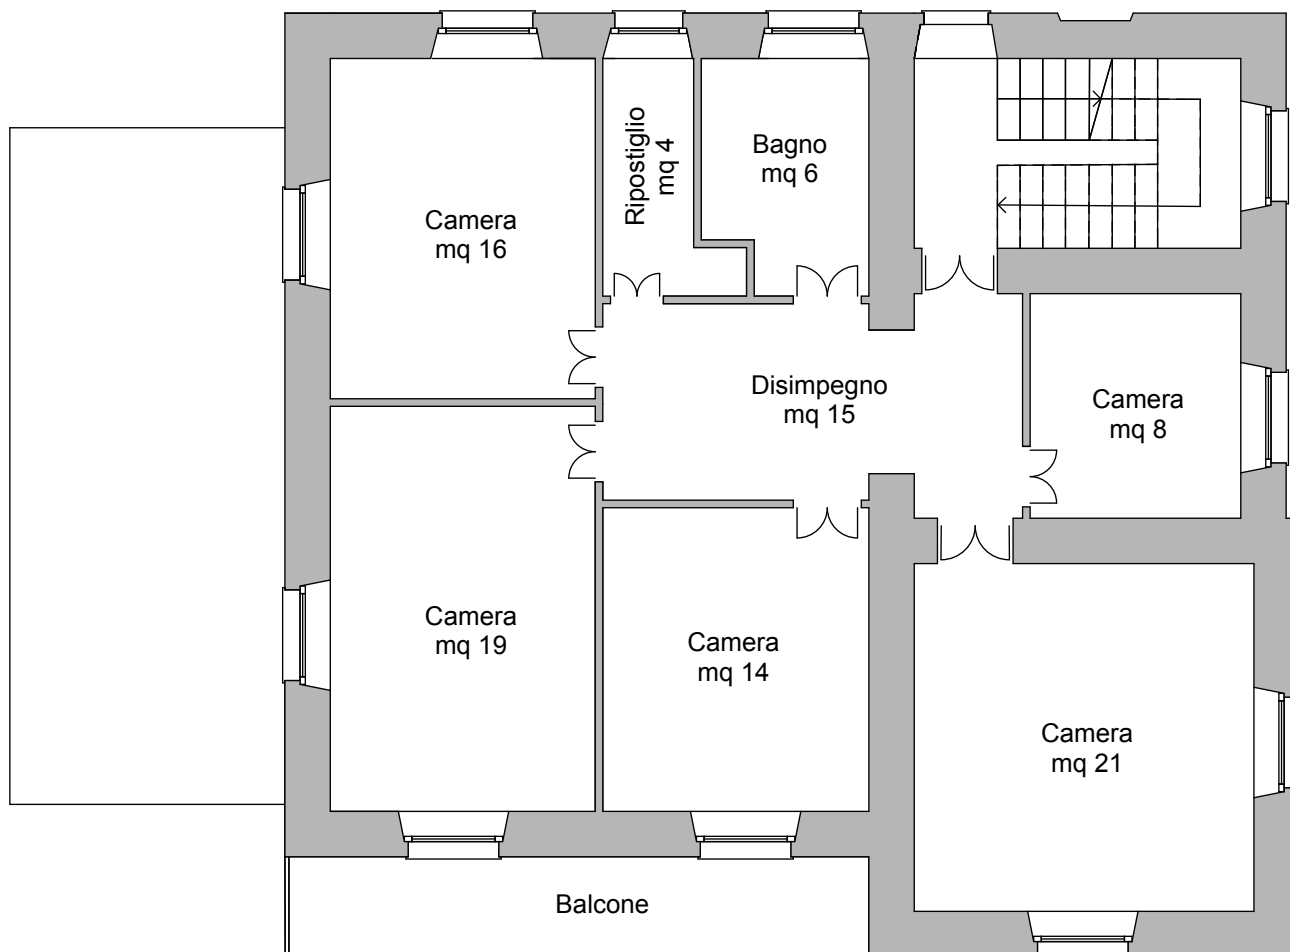 Ripostiglio
mq 4
Bagno
mq 6
Camera
mq 16
Disimpegno
mq 15
Camera
mq 8
Camera
mq 19
Camera
mq 14
Camera
mq 21
Balcone